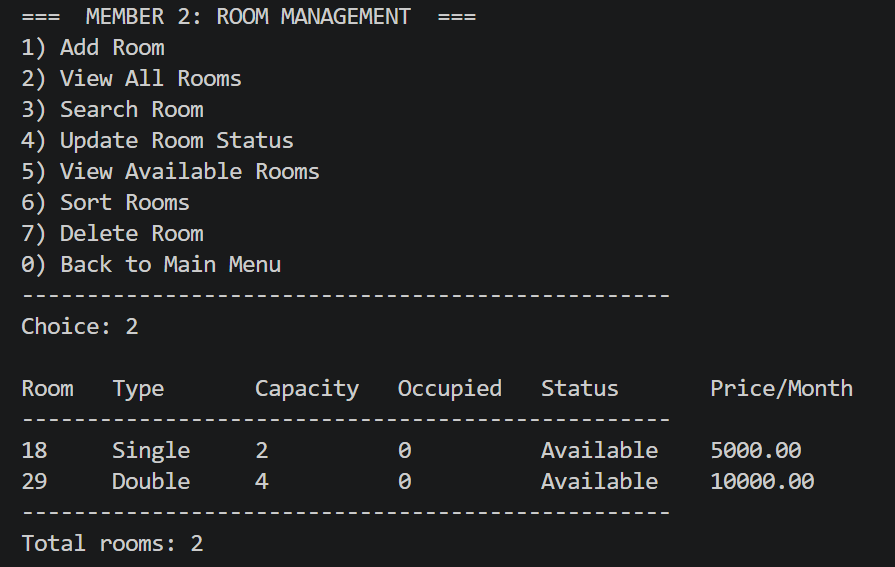 ===  MEMBER 2: ROOM MANAGEMENT  ===
1) Add Room
2) View All Rooms
3) Search Room
4) Update Room Status
5) View Available Rooms
6) Sort Rooms
7) Delete Room
0) Back to Main Menu
--------------------------------------------------
Choice: 2

Room   Type       Capacity   Occupied   Status       Price/Month
--------------------------------------------------
18     Single     2          0          Available    5000.00
29     Double     4          0          Available    10000.00
--------------------------------------------------
Total rooms: 2